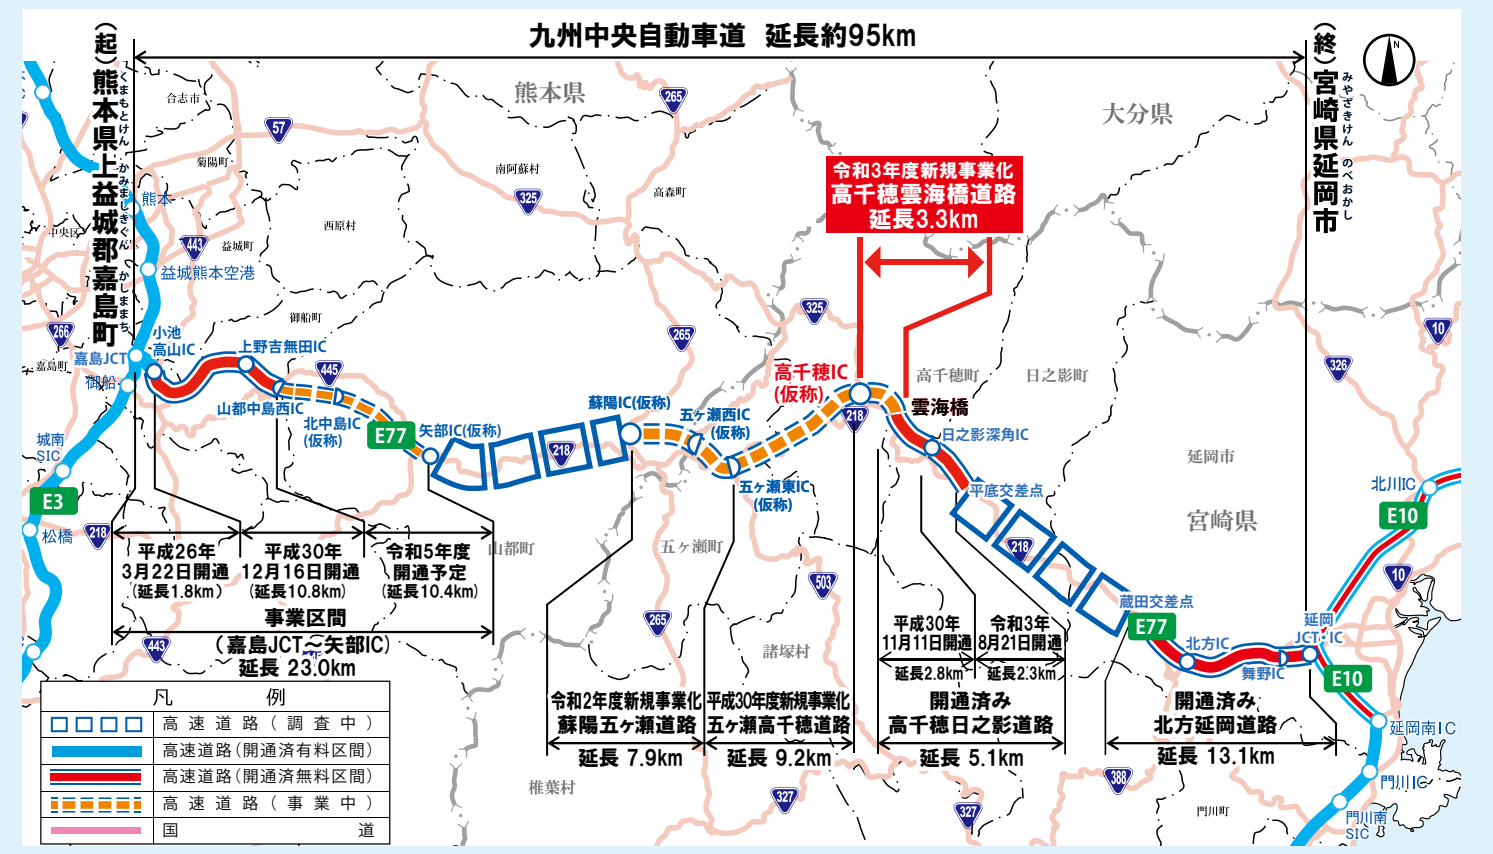 九州中央自動車道 延長約95km
(起)熊本県上益城郡嘉島町
くまもとけん かみましきぐん かしままち
(終)宮崎県延岡市
みやざきけん のべおかし
N
令和3年度新規事業化
高千穂雲海橋道路
延長3.3km
熊本県
大分県
宮崎県
合志市
菊陽町
南阿蘇村
高森町
西原村
中央区
益城町
御船町
嘉島町
高千穂町
日之影町
延岡市
山都町
五ヶ瀬町
諸塚村
椎葉村
門川町
57
265
325
443
266
445
325
265
218
218
218
218
326
10
10
503
265
443
327
327
388
熊本
益城熊本空港
小池
高山IC
嘉島JCT
御船
城南
SIC
E3
松橋
上野吉無田IC
山都中島西IC
北中島IC
(仮称)
E77
矢部IC(仮称)
蘇陽IC(仮称)
五ヶ瀬西IC
(仮称)
五ヶ瀬東IC
(仮称)
高千穂IC
(仮称)
雲海橋
日之影深角IC
平底交差点
蔵田交差点
E77
北方IC
舞野IC
延岡
JCT・IC
北川IC
E10
E10
延岡南IC
門川IC
門川南
SIC
平成26年
3月22日開通
(延長1.8km)
平成30年
12月16日開通
(延長10.8km)
令和5年度
開通予定
(延長10.4km)
事業区間
(嘉島JCT～矢部IC)
延長 23.0km
令和2年度新規事業化
蘇陽五ヶ瀬道路
延長 7.9km
平成30年度新規事業化
五ヶ瀬高千穂道路
延長 9.2km
平成30年
11月11日開通
延長2.8km
令和3年
8月21日開通
延長2.3km
開通済み
高千穂日之影道路
延長 5.1km
開通済み
北方延岡道路
延長 13.1km
凡 例
高速道路(調査中)
高速道路(開通済有料区間)
高速道路(開通済無料区間)
高速道路(事業中)
国道